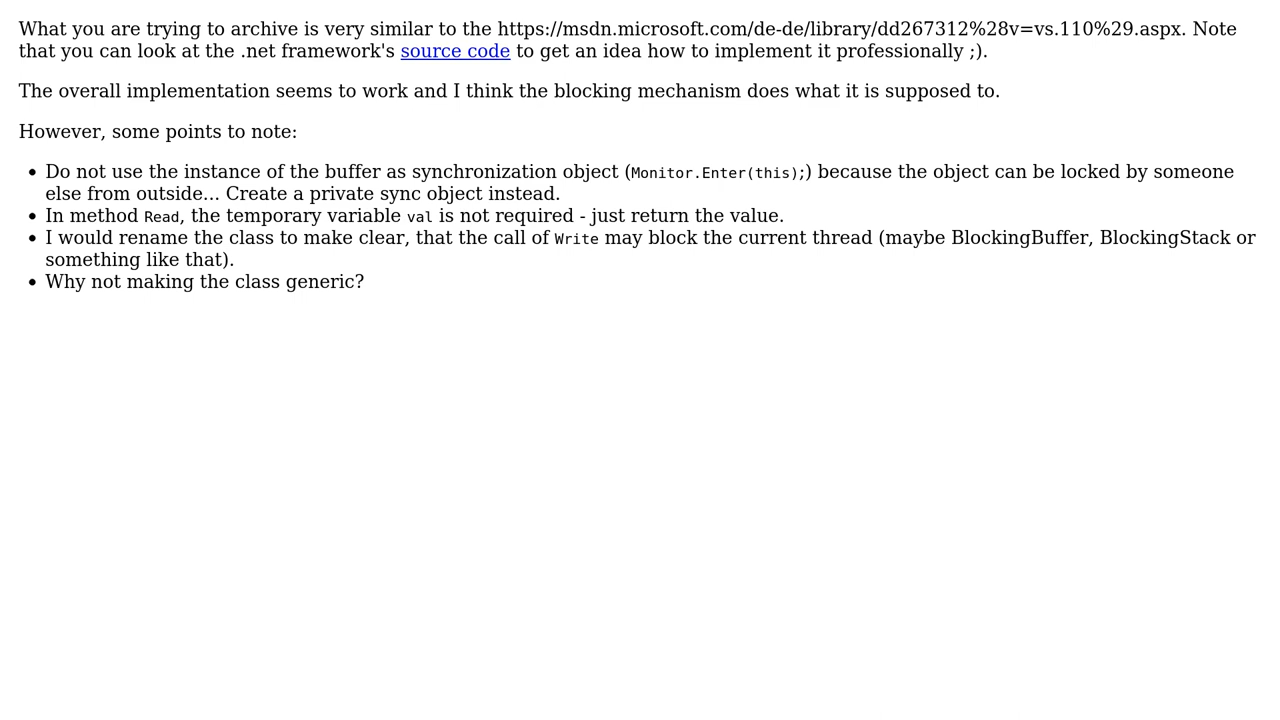 What you are trying to archive is very similar to the https://msdn.microsoft.com/de-de/library/dd267312%28v=vs.110%29.aspx. Note
that you can look at the .net framework's source code to get an idea how to implement it professionally ;).
The overall implementation seems to work and I think the blocking mechanism does what it is supposed to.
However, some points to note:
• Do not use the instance of the buffer as synchronization object (Monitor.Enter(this);) because the object can be locked by someone
else from outside... Create a private sync object instead.
• In method Read, the temporary variable val is not required - just return the value.
• I would rename the class to make clear, that the call of Write may block the current thread (maybe BlockingBuffer, BlockingStack or
something like that).
• Why not making the class generic?